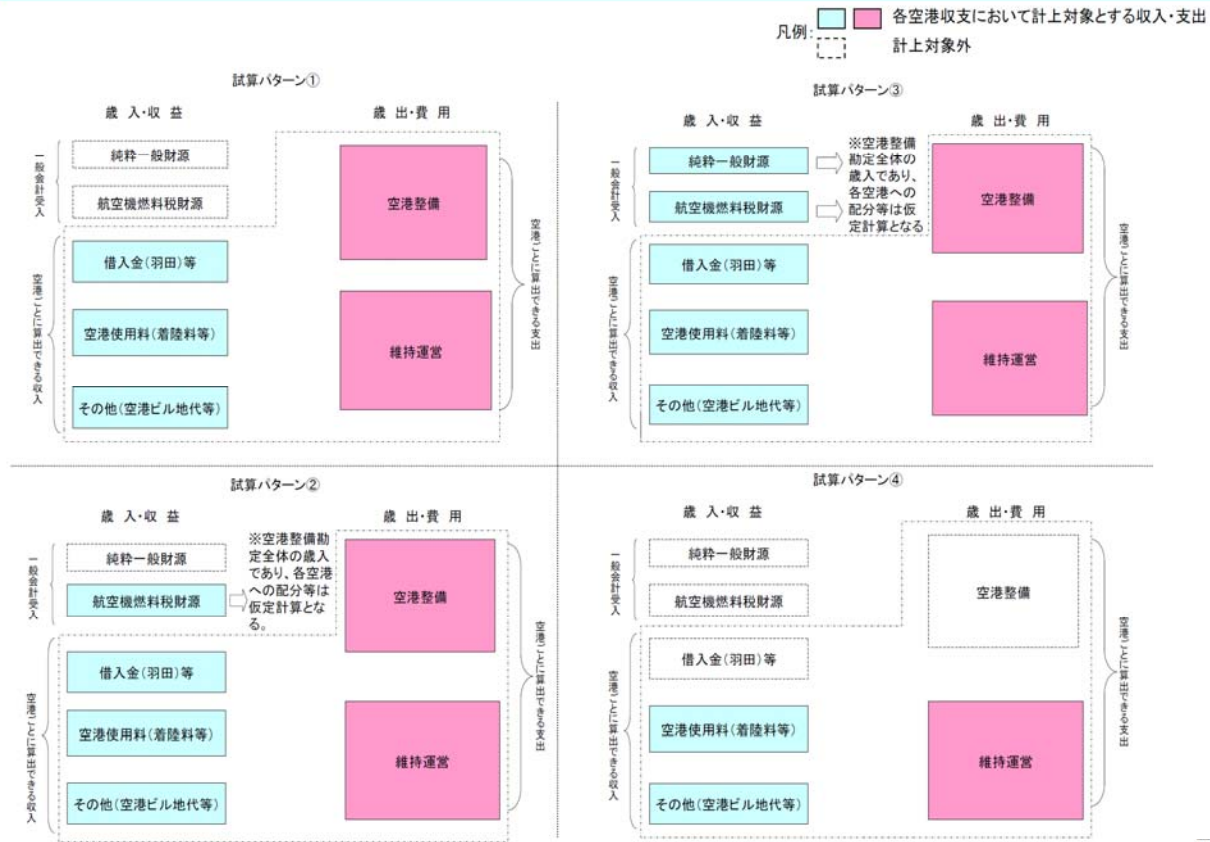 凡例: 各空港収支において計上対象とする収入・支出
計上対象外
試算パターン①
歳 入・収 益
歳 出・費 用
一般会計受入
純粋一般財源
航空機燃料税財源
空港ごとに算出できる収入
借入金(羽田)等
空港使用料(着陸料等)
その他(空港ビル地代等)
空港整備
維持運営
空港ごとに算出できる支出
試算パターン③
歳 入・収 益
歳 出・費 用
一般会計受入
純粋一般財源
航空機燃料税財源
※空港整備
勘定全体の
歳入であり、
各空港への
配分等は仮
定計算となる
空港ごとに算出できる収入
借入金(羽田)等
空港使用料(着陸料等)
その他(空港ビル地代等)
空港整備
維持運営
空港ごとに算出できる支出
試算パターン②
歳 入・収 益
歳 出・費 用
一般会計受入
純粋一般財源
航空機燃料税財源
※空港整備勘
定全体の歳入
であり、各空港
への配分等は
仮定計算とな
る。
空港ごとに算出できる収入
借入金(羽田)等
空港使用料(着陸料等)
その他(空港ビル地代等)
空港整備
維持運営
空港ごとに算出できる支出
試算パターン④
歳 入・収 益
歳 出・費 用
一般会計受入
純粋一般財源
航空機燃料税財源
空港ごとに算出できる収入
借入金(羽田)等
空港使用料(着陸料等)
その他(空港ビル地代等)
空港整備
維持運営
空港ごとに算出できる支出